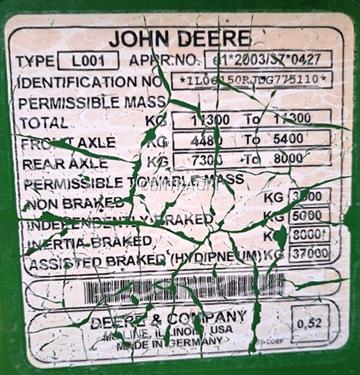 JOHN DEERE
TYPE L001 APPR.NO. e1*2003/37*0427
IDENTIFICATION NO *1L06150RJDG775110*
PERMISSIBLE MASS
TOTAL KG 11300 To 11300
FRONT AXLE KG 4480 To 5400
REAR AXLE KG 7300 To 8000
PERMISSIBLE TOWABLE MASS
NON BRAKED KG
INDEPENDENTLY BRAKED KG 5000
INERTIA BRAKED KG 8000
ASSISTED BRAKED (HYD/PNEUM) KG 37000
DEERE & COMPANY
MOLINE, ILLINOIS, USA
MADE IN GERMANY
0,52